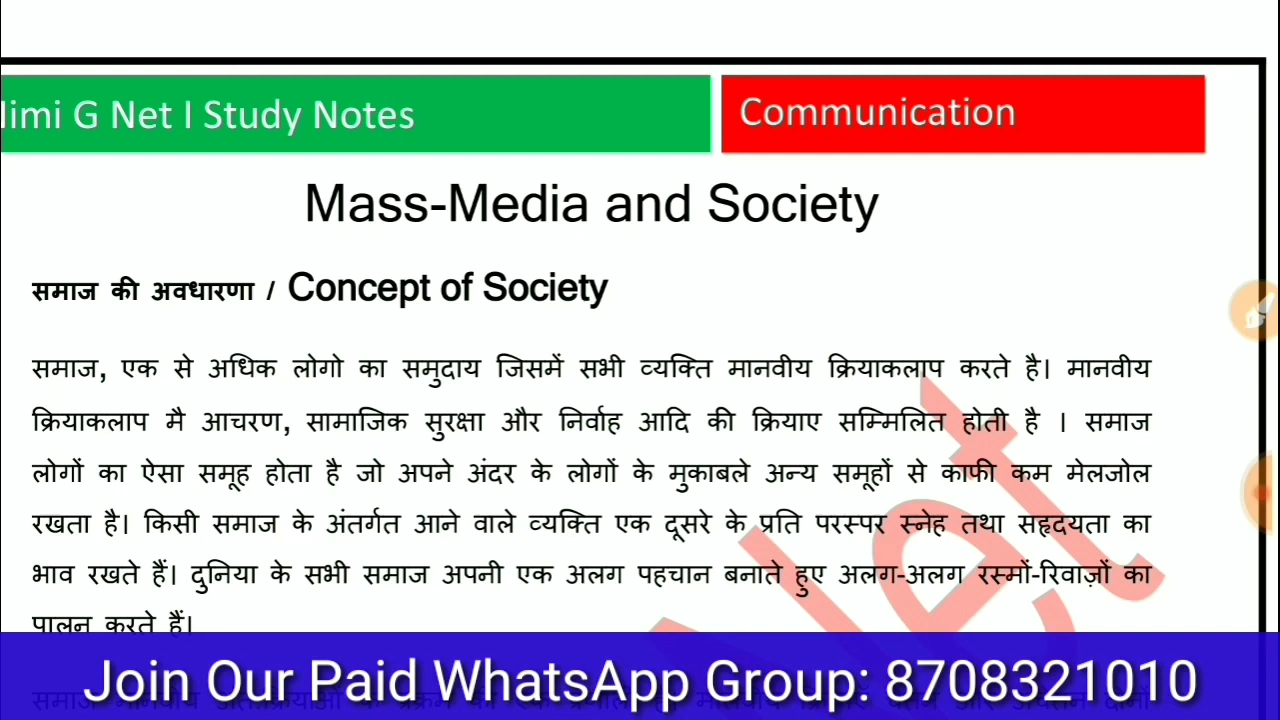 imi G Net I Study Notes
Communication
Mass-Media and Society
समाज की अवधारणा / Concept of Society
समाज, एक से अधिक लोगो का समुदाय जिसमें सभी व्यक्ति मानवीय क्रियाकलाप करते है। मानवीय
क्रियाकलाप मै आचरण, सामाजिक सुरक्षा और निर्वाह आदि की क्रियाए सम्मिलित होती है । समाज
लोगों का ऐसा समूह होता है जो अपने अंदर के लोगों के मुकाबले अन्य समूहों से काफी कम मेलजोल
रखता है। किसी समाज के अंतर्गत आने वाले व्यक्ति एक दूसरे के प्रति परस्पर स्नेह तथा सहृदयता का
भाव रखते हैं। दुनिया के सभी समाज अपनी एक अलग पहचान बनाते हुए अलग-अलग रस्मों-रिवाज़ों का
पालन करते हैं।
Net
Join Our Paid WhatsApp Group: 8708321010